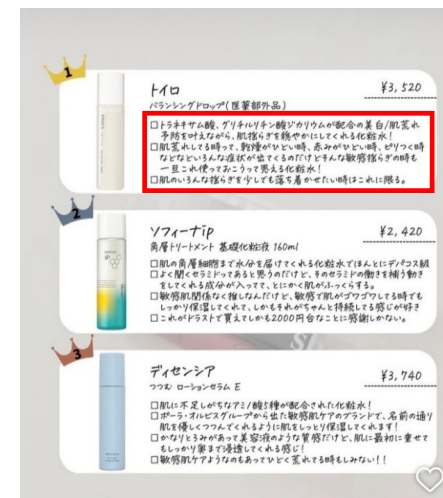 1
トイロ
¥3,520
バランシングドロップ(医薬部外品)
□トラネキサム酸、グリチルリチン酸ジカリウムが配合の美白/肌荒れ
予防を叶えながら、肌揺らぎを穏やかにしてくれる化粧水!
□肌荒れしてる時って、乾燥がひどい時、赤みがひどい時、ピリつく時
などなどいろんな症状が出てくるのだけどそんな敏感揺らぎの時も
一旦これ使っておこうって思える化粧水!
□肌のいろんな揺らぎを少しでも落ち着かせたい時はこれに限る。
2
ソフィーナip
¥2,420
角層トリートメント 基礎化粧液 160ml
□肌の角層細胞まで水分を届けてくれる化粧水でほんとにデパコス級
□よく聞くセラミドってあると思うのだけど、そのセラミドの働きを補う動き
をしてくれる成分が入ってて、とにかく肌がふっくらする。
□敏感肌関係なく推しなんだけど、敏感で肌がゴワゴワしてる時でも
しっかり保湿してくれて、しかもそれがちゃんと持続してる感じが好き
□これがドラストで買えてしかも2000円台なことに感謝しかない。
3
ディセンシア
¥3,740
つつむ ローションセラム E
□肌に不足しがちなアミノ酸5種が配合された化粧水!
□ポーラ・オルビスグループから出た敏感肌ケアのブランドで、名前の通り
肌を優しくつつんでくれるように肌をしっとり保湿してくれます!
□かなりとろみがあって美容液のような質感だけど、肌に最初に乗せて
もしっかり奥まで浸透してくれる感じ!
□敏感肌ケアようなのもあってひどく荒れてる時もしみない!!